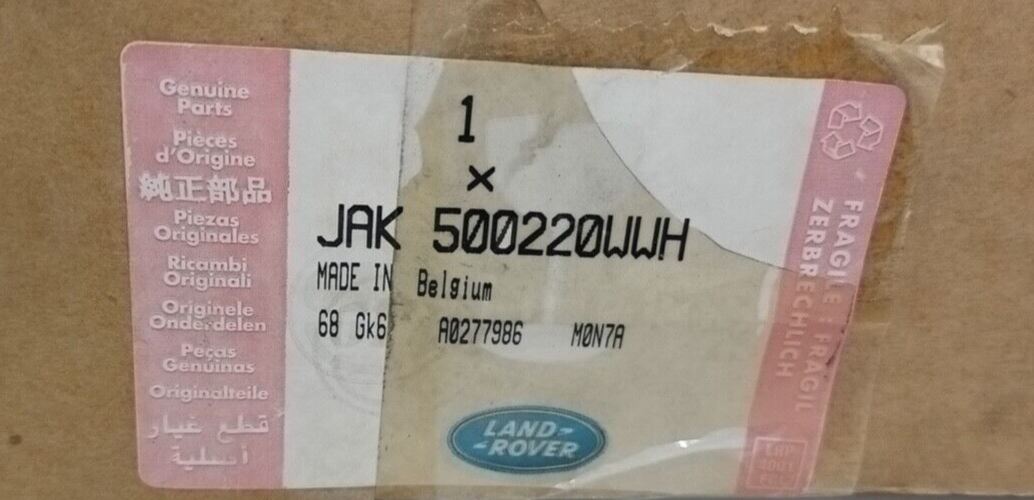 Genuine
Parts
Pièces
d'Origine
純正部品
Piezas
Originales
Ricambi
Originali
Originele
Onderdelen
Peças
Genuínas
Originalteile
قطع غيار
أصلية
1
x
JAK 500220WWH
MADE IN Belgium
68 Gk6 A0277986 M0N7A
LAND-
-ROVER
FRAGILE : FRAGIL
ZERBRECHLICH